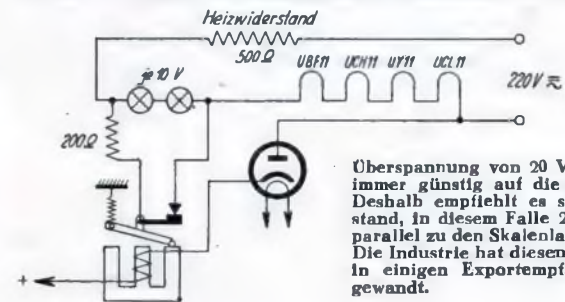 Heizwiderstand
500Ω
je 10 V
UBF11 UCH11 UY11 UCL11
220V ≂
200Ω
+
Überspannung von 20 V
immer günstig auf die
Deshalb empfiehlt es s
stand, in diesem Falle 2
parallel zu den Skalenla
Die Industrie hat diesen
in einigen Exportempf
gewandt.